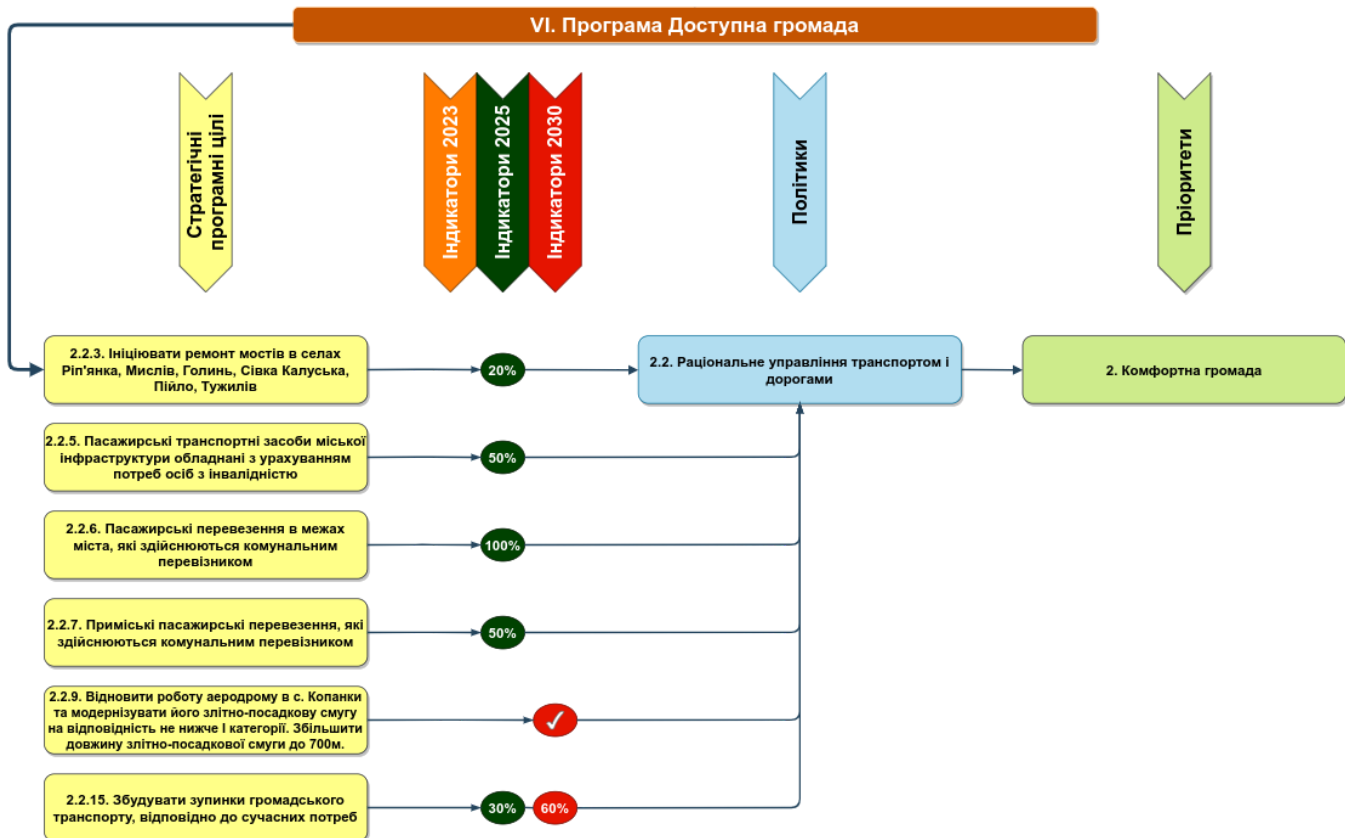 VI. Програма Доступна громада
Стратегічні
програмні цілі
Індикатори 2023
Індикатори 2025
Індикатори 2030
Політики
Пріоритети
2.2.3. Ініціювати ремонт мостів в селах
Ріп'янка, Мислів, Голинь, Сівка Калуська,
Пійло, Тужилів
20%
2.2. Раціональне управління транспортом і
дорогами
2. Комфортна громада
2.2.5. Пасажирські транспортні засоби міської
інфраструктури обладнані з урахуванням
потреб осіб з інвалідністю
50%
2.2.6. Пасажирські перевезення в межах
міста, які здійснюються комунальним
перевізником
100%
2.2.7. Приміські пасажирські перевезення, які
здійснюються комунальним перевізником
50%
2.2.9. Відновити роботу аеродрому в с. Копанки
та модернізувати його злітно-посадкову смугу
на відповідність не нижче І категорії. Збільшити
довжину злітно-посадкової смуги до 700м.
✓
2.2.15. Збудувати зупинки громадського
транспорту, відповідно до сучасних потреб
30%
60%